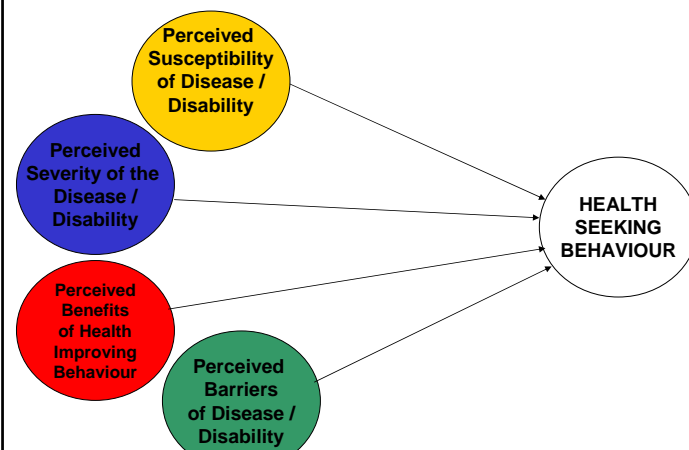 Perceived
Susceptibility
of Disease /
Disability
Perceived
Severity of the
Disease /
Disability
HEALTH
SEEKING
BEHAVIOUR
Perceived
Benefits
of Health
Improving
Behaviour
Perceived
Barriers
of Disease /
Disability